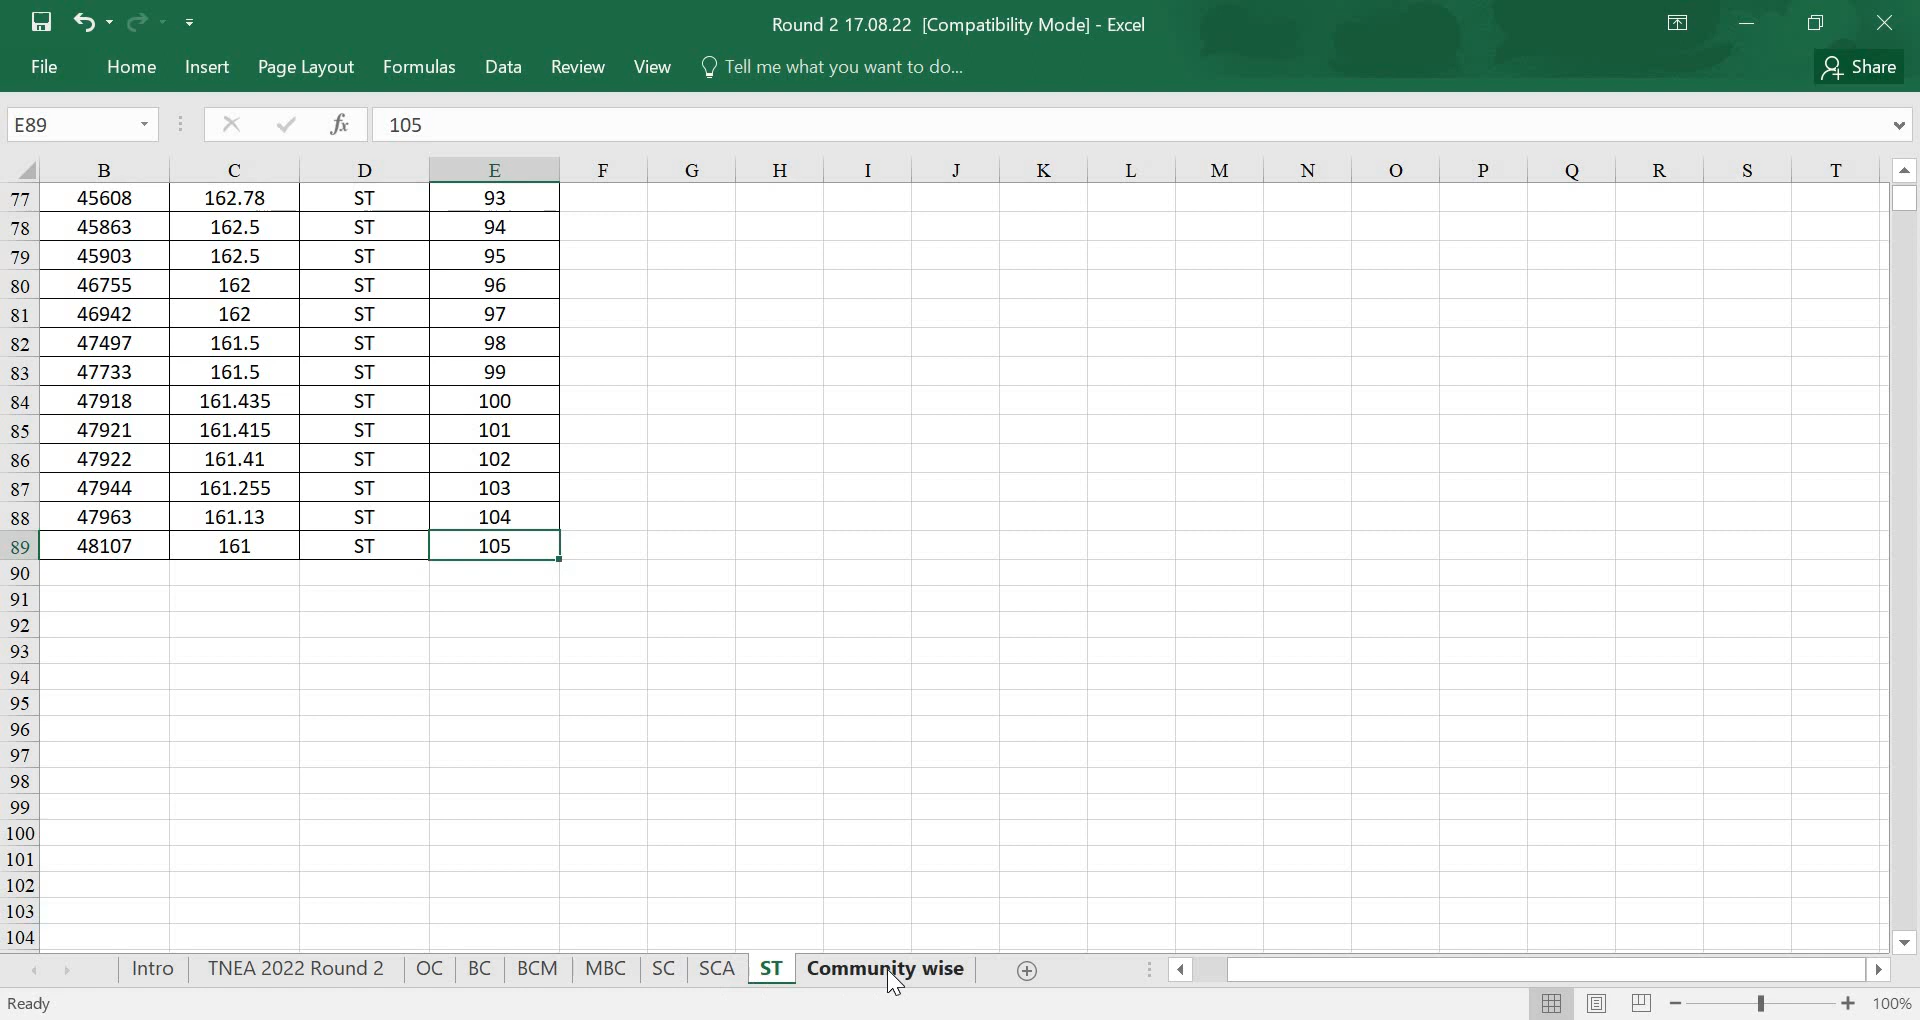 Round 2 17.08.22 [Compatibility Mode] - Excel
File Home Insert Page Layout Formulas Data Review View Tell me what you want to do... Share
E89 fx 105
B C D E F G H I J K L M N O P Q R S T
77 45608 162.78 ST 93
78 45863 162.5 ST 94
79 45903 162.5 ST 95
80 46755 162 ST 96
81 46942 162 ST 97
82 47497 161.5 ST 98
83 47733 161.5 ST 99
84 47918 161.435 ST 100
85 47921 161.415 ST 101
86 47922 161.41 ST 102
87 47944 161.255 ST 103
88 47963 161.13 ST 104
89 48107 161 ST 105
90
91
92
93
94
95
96
97
98
99
100
101
102
103
104
Intro TNEA 2022 Round 2 OC BC BCM MBC SC SCA ST Community wise
Ready 100%